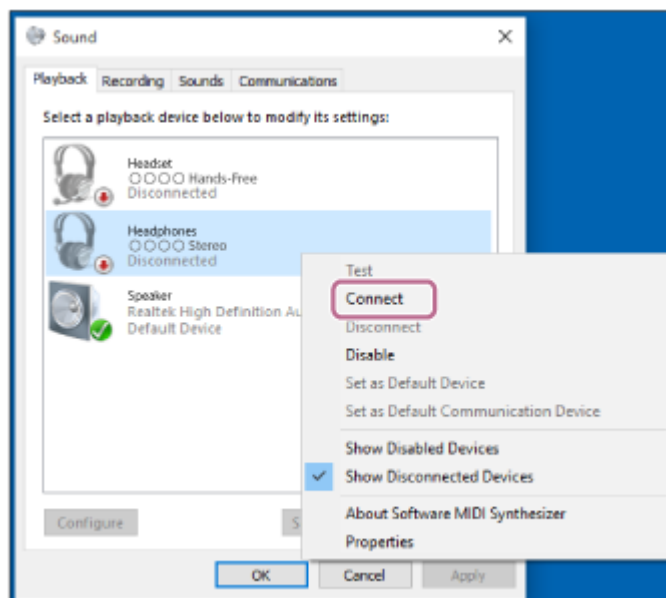 Sound
Playback Recording Sounds Communications
Select a playback device below to modify its settings:
Headset
○○○○ Hands-Free
Disconnected
Headphones
○○○○ Stereo
Disconnected
Speaker
Realtek High Definition Au
Default Device
Test
Connect
Disconnect
Disable
Set as Default Device
Set as Default Communication Device
Show Disabled Devices
Show Disconnected Devices
About Software MIDI Synthesizer
Properties
Configure S
OK Cancel Apply